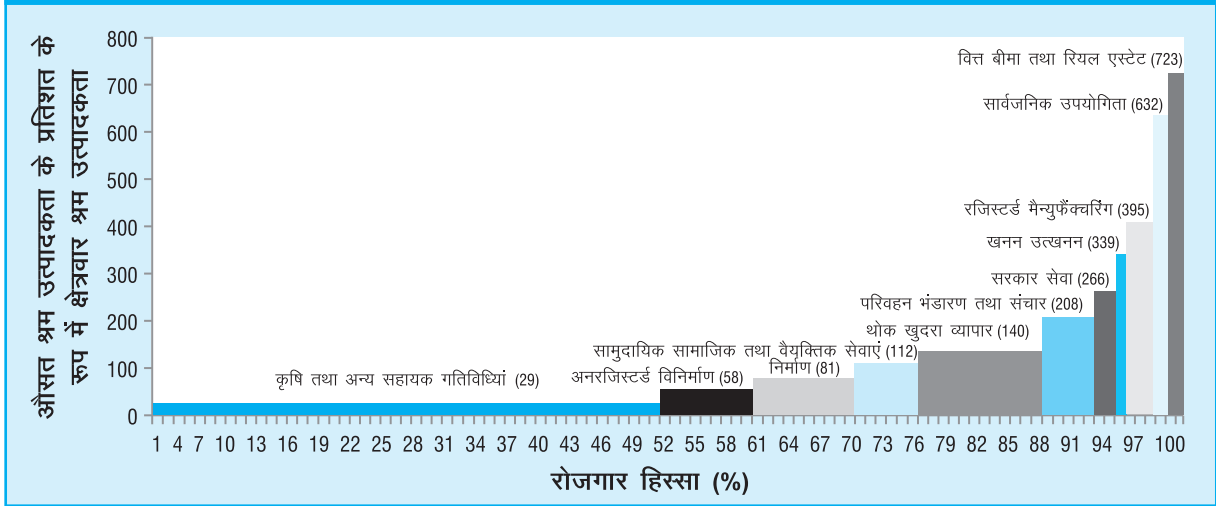 औसत श्रम उत्पादकता के प्रतिशत के
रूप में क्षेत्रवार श्रम उत्पादकता
800
700
600
500
400
300
200
100
0
वित्त बीमा तथा रियल एस्टेट (723)
सार्वजनिक उपयोगिता (632)
रजिस्टर्ड मैन्युफैंक्चरिंग (395)
खनन उत्खनन (339)
सरकार सेवा (266)
परिवहन भंडारण तथा संचार (208)
थोक खुदरा व्यापार (140)
सामुदायिक सामाजिक तथा वैयक्तिक सेवाएं (112)
निर्माण (81)
अनरजिस्टर्ड विनिर्माण (58)
कृषि तथा अन्य सहायक गतिविध्यिां (29)
1 4 7 10 13 16 19 22 25 28 31 34 37 40 43 46 49 52 55 58 61 64 67 70 73 76 79 82 85 88 91 94 97 100
रोजगार हिस्सा (%)